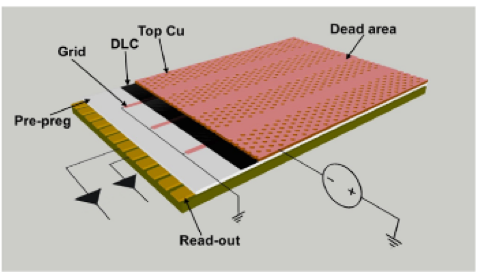 Top Cu
Dead area
DLC
Grid
Pre-preg
- +
Read-out